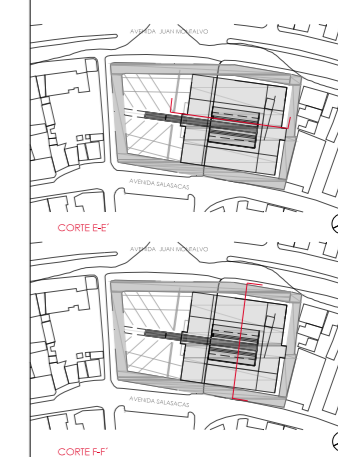 AVENIDA JUAN MONTALVO
AVENIDA SALASACAS
CORTE E-E´
AVENIDA JUAN MONTALVO
AVENIDA SALASACAS
CORTE F-F´